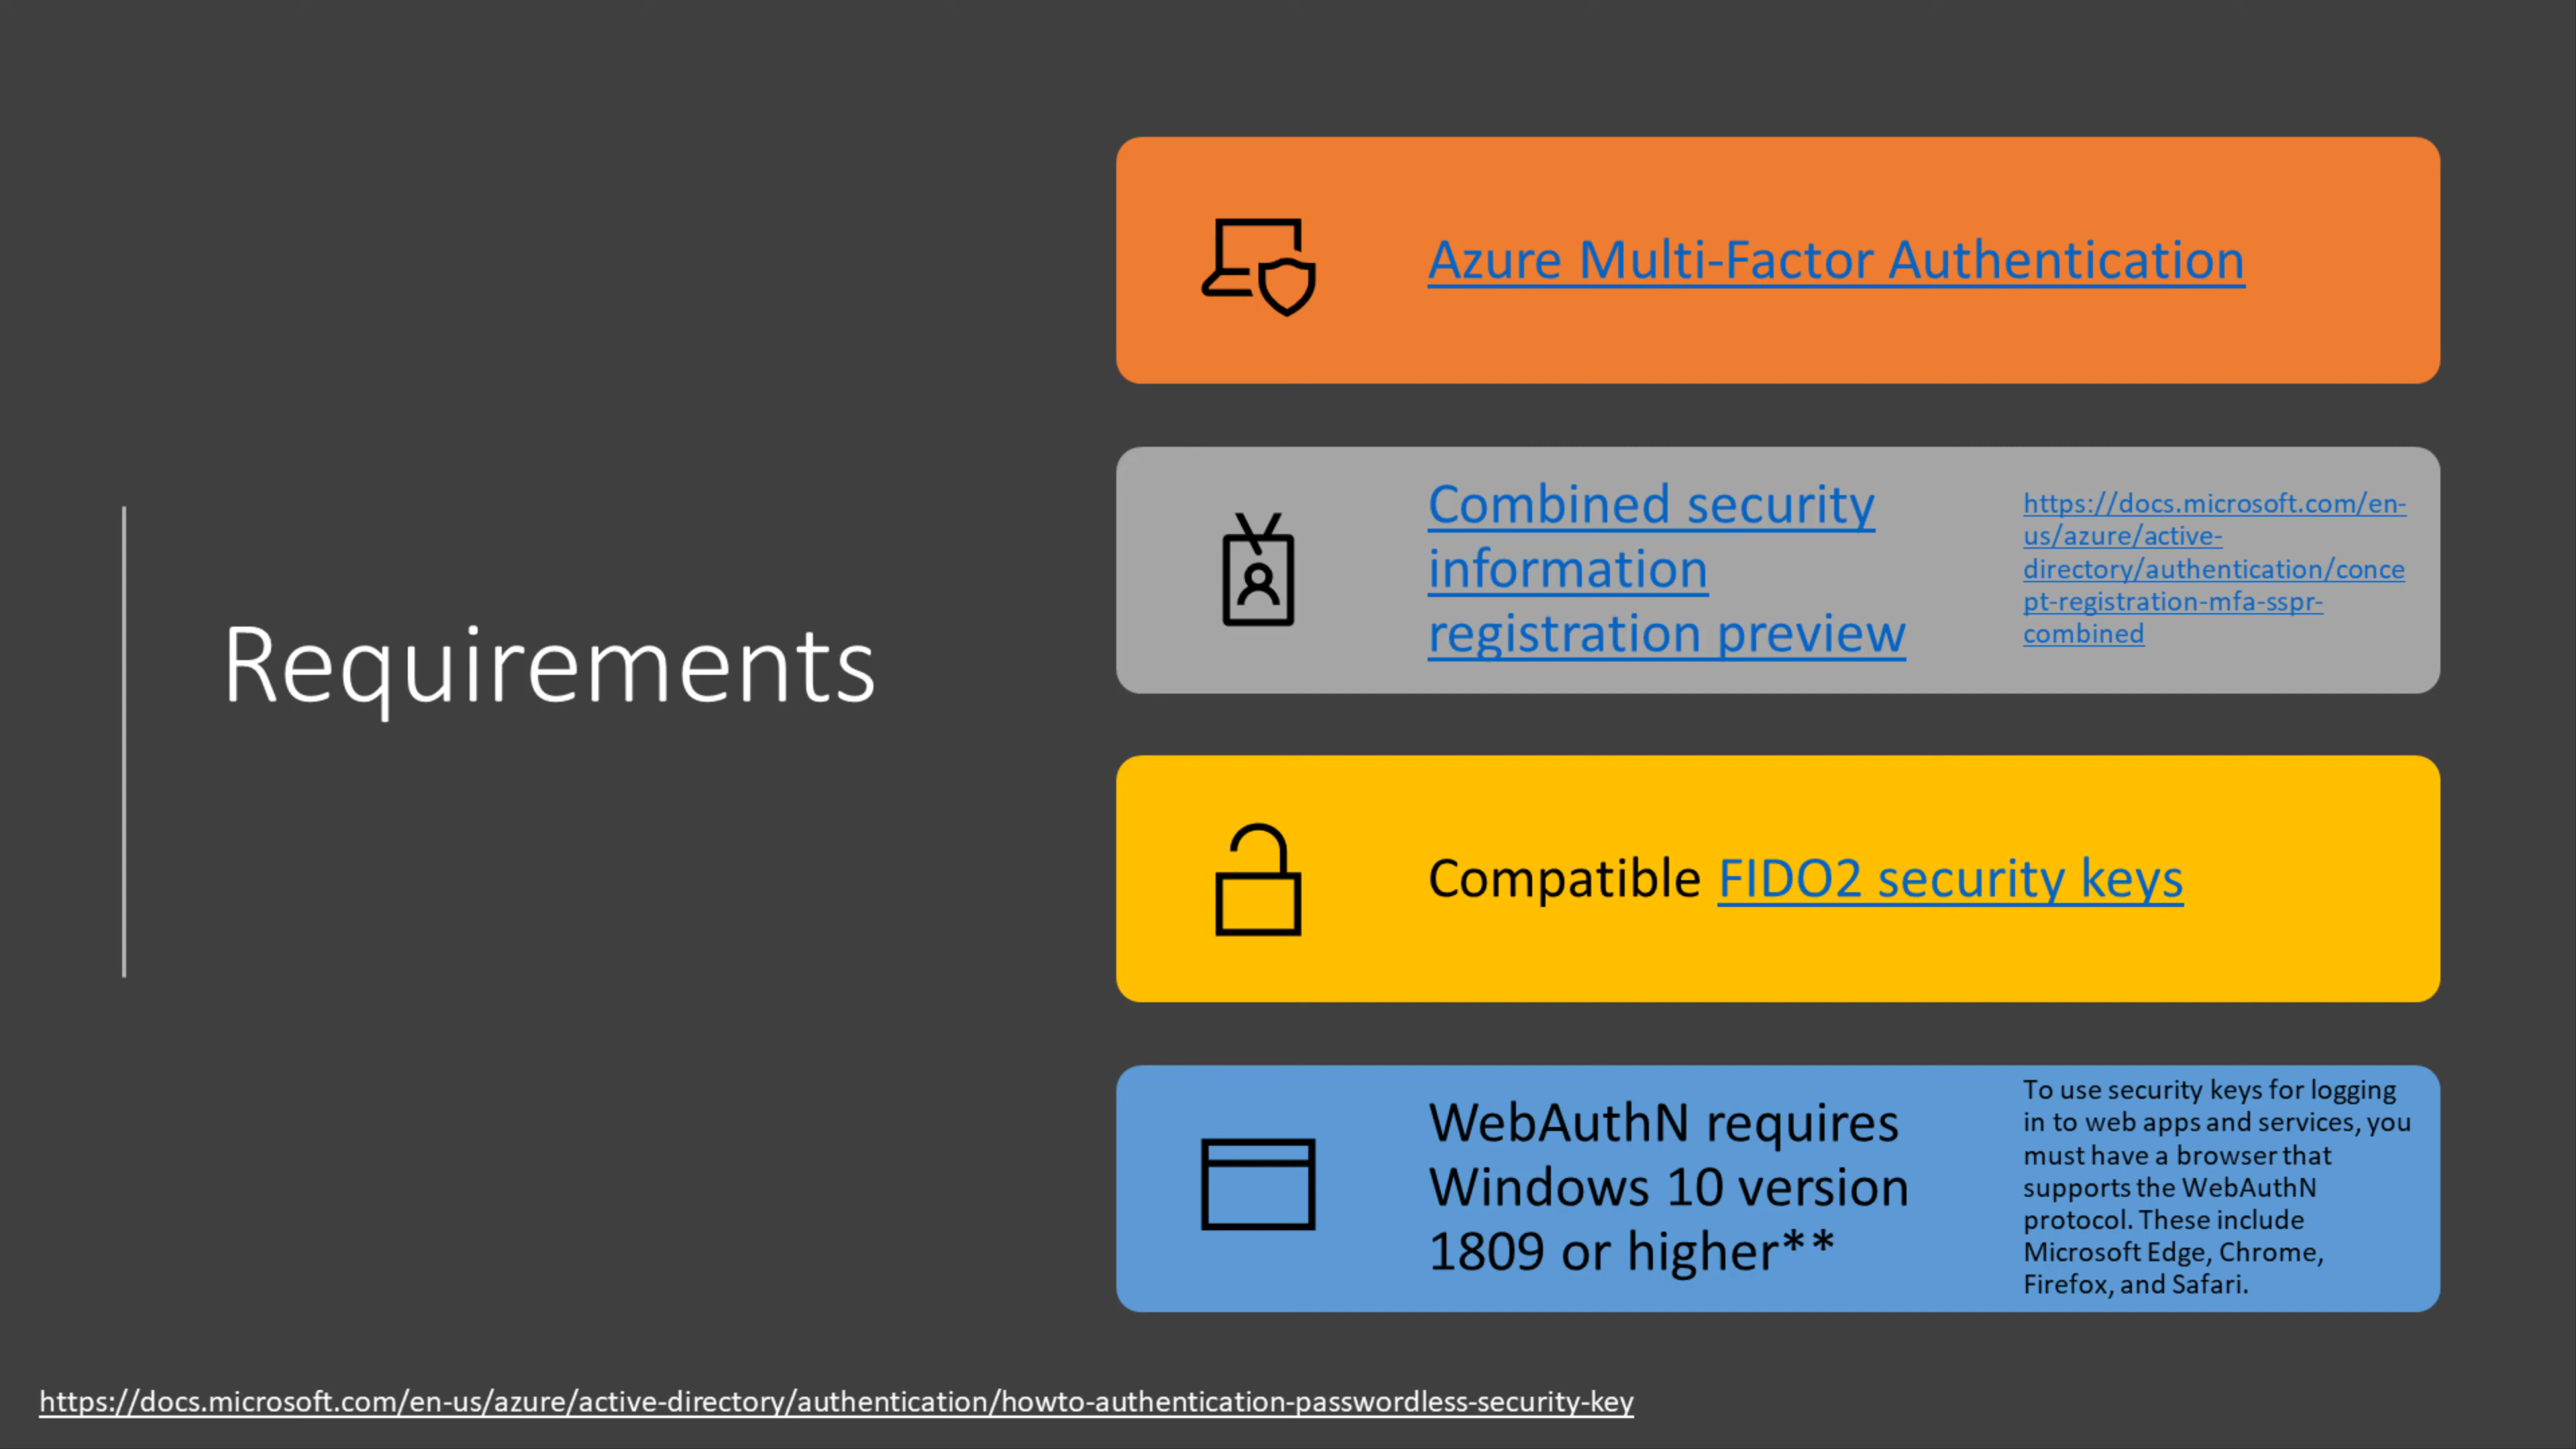 Requirements
Azure Multi-Factor Authentication
Combined security
information
registration preview
https://docs.microsoft.com/en-
us/azure/active-
directory/authentication/conce
pt-registration-mfa-sspr-
combined
Compatible FIDO2 security keys
WebAuthN requires
Windows 10 version
1809 or higher**
To use security keys for logging
in to web apps and services, you
must have a browser that
supports the WebAuthN
protocol. These include
Microsoft Edge, Chrome,
Firefox, and Safari.
https://docs.microsoft.com/en-us/azure/active-directory/authentication/howto-authentication-passwordless-security-key